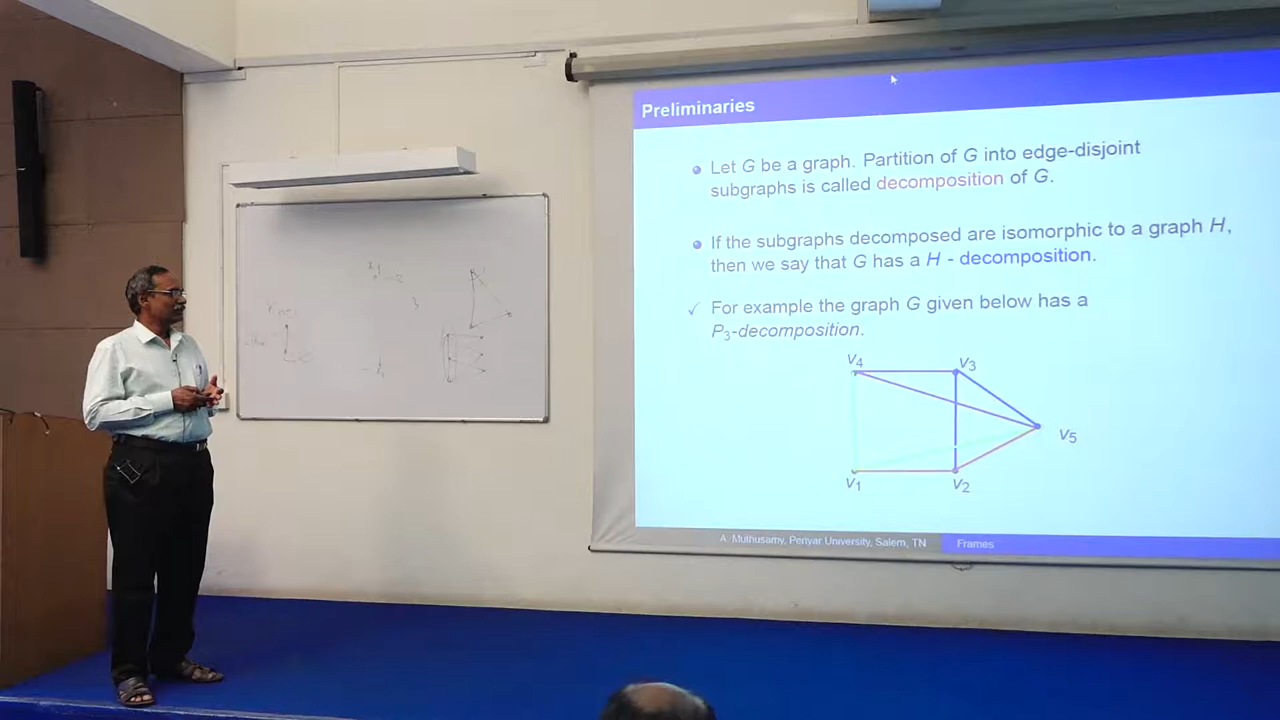 Preliminaries
Let G be a graph. Partition of G into edge-disjoint
subgraphs is called decomposition of G.
If the subgraphs decomposed are isomorphic to a graph H,
then we say that G has a H - decomposition.
✓ For example the graph G given below has a
P₃-decomposition.
v₄ v₃
v₅
v₁ v₂
A. Muthusamy, Periyar University, Salem, TN Frames